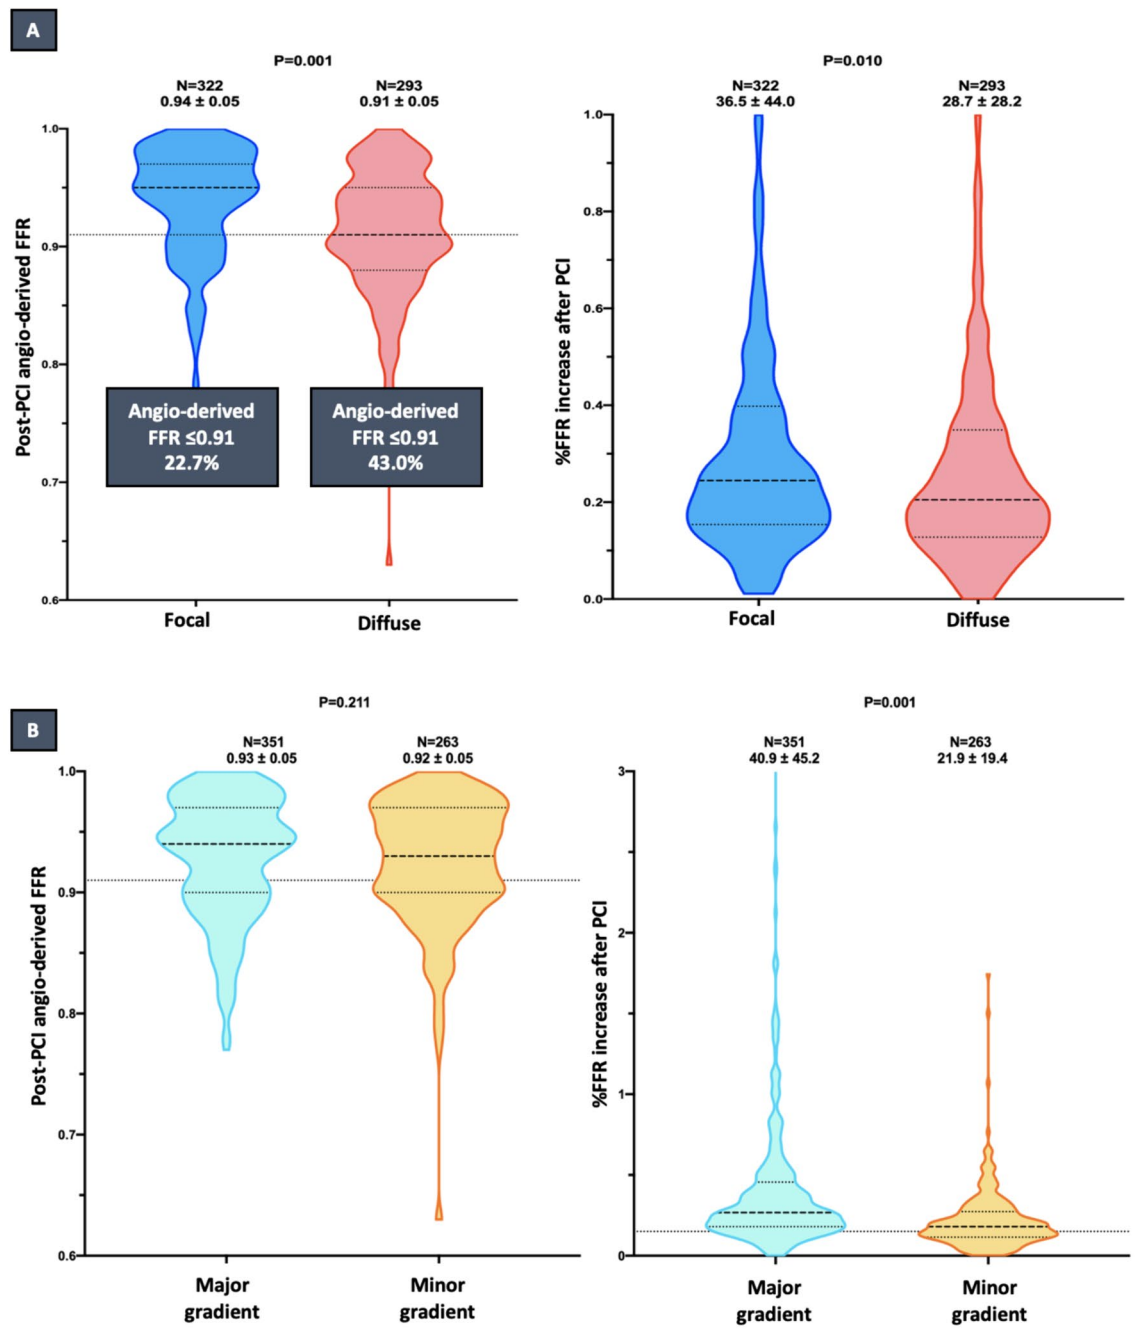 A
P=0.001
N=322
0.94 ± 0.05
N=293
0.91 ± 0.05
Post-PCI angio-derived FFR
1.0
0.9
0.8
0.7
0.6
Angio-derived
FFR ≤0.91
22.7%
Angio-derived
FFR ≤0.91
43.0%
Focal
Diffuse
P=0.010
N=322
36.5 ± 44.0
N=293
28.7 ± 28.2
%FFR increase after PCI
1.0
0.8
0.6
0.4
0.2
0.0
Focal
Diffuse
B
P=0.211
N=351
0.93 ± 0.05
N=263
0.92 ± 0.05
Post-PCI angio-derived FFR
1.0
0.9
0.8
0.7
0.6
Major
gradient
Minor
gradient
P=0.001
N=351
40.9 ± 45.2
N=263
21.9 ± 19.4
%FFR increase after PCI
3
2
1
0
Major
gradient
Minor
gradient